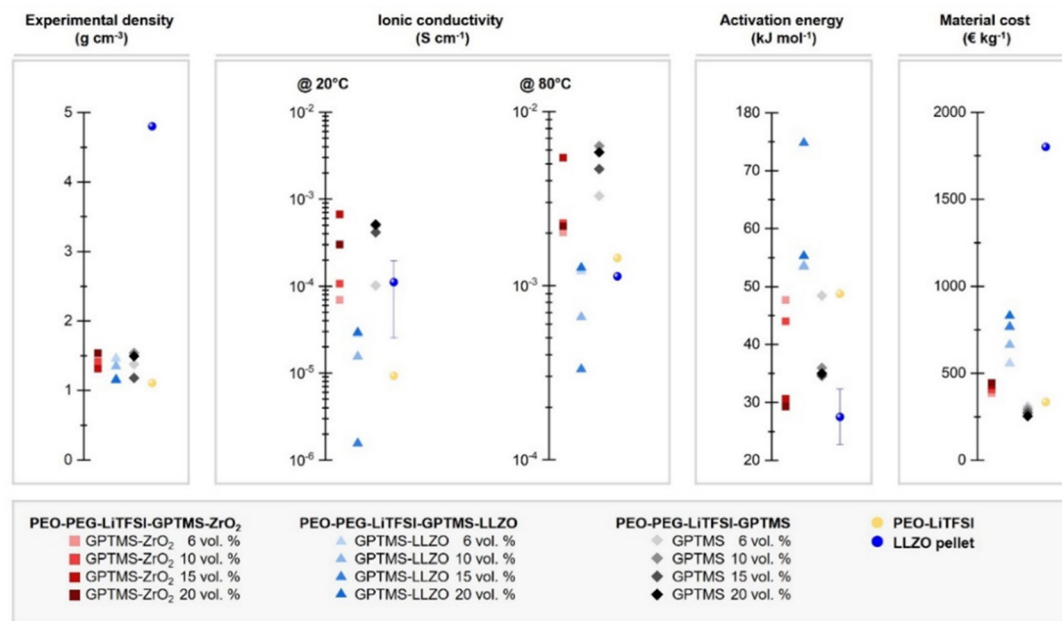 Experimental density
(g cm-3)
Ionic conductivity
(S cm-1)
Activation energy
(kJ mol-1)
Material cost
(€ kg-1)
@ 20°C
@ 80°C
5
4
3
2
1
0
10-2
10-3
10-4
10-5
10-6
10-2
10-3
10-4
180
75
60
50
45
40
35
30
20
2000
1500
1000
500
0
PEO-PEG-LiTFSI-GPTMS-ZrO2
GPTMS-ZrO2 6 vol. %
GPTMS-ZrO2 10 vol. %
GPTMS-ZrO2 15 vol. %
GPTMS-ZrO2 20 vol. %
PEO-PEG-LiTFSI-GPTMS-LLZO
GPTMS-LLZO 6 vol. %
GPTMS-LLZO 10 vol. %
GPTMS-LLZO 15 vol. %
GPTMS-LLZO 20 vol. %
PEO-PEG-LiTFSI-GPTMS
GPTMS 6 vol. %
GPTMS 10 vol. %
GPTMS 15 vol. %
GPTMS 20 vol. %
PEO-LiTFSI
LLZO pellet